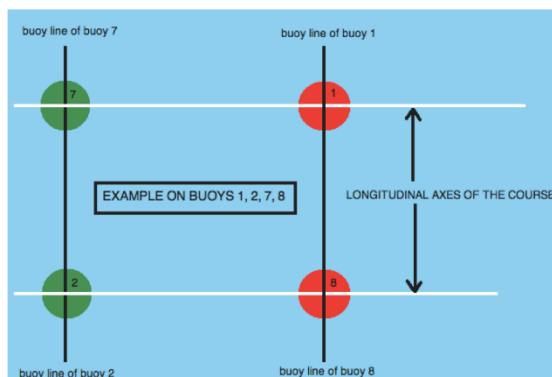 buoy line of buoy 7
buoy line of buoy 1
7
1
EXAMPLE ON BUOYS 1, 2, 7, 8
LONGITUDINAL AXES OF THE COURSE
2
8
buoy line of buoy 2
buoy line of buoy 8